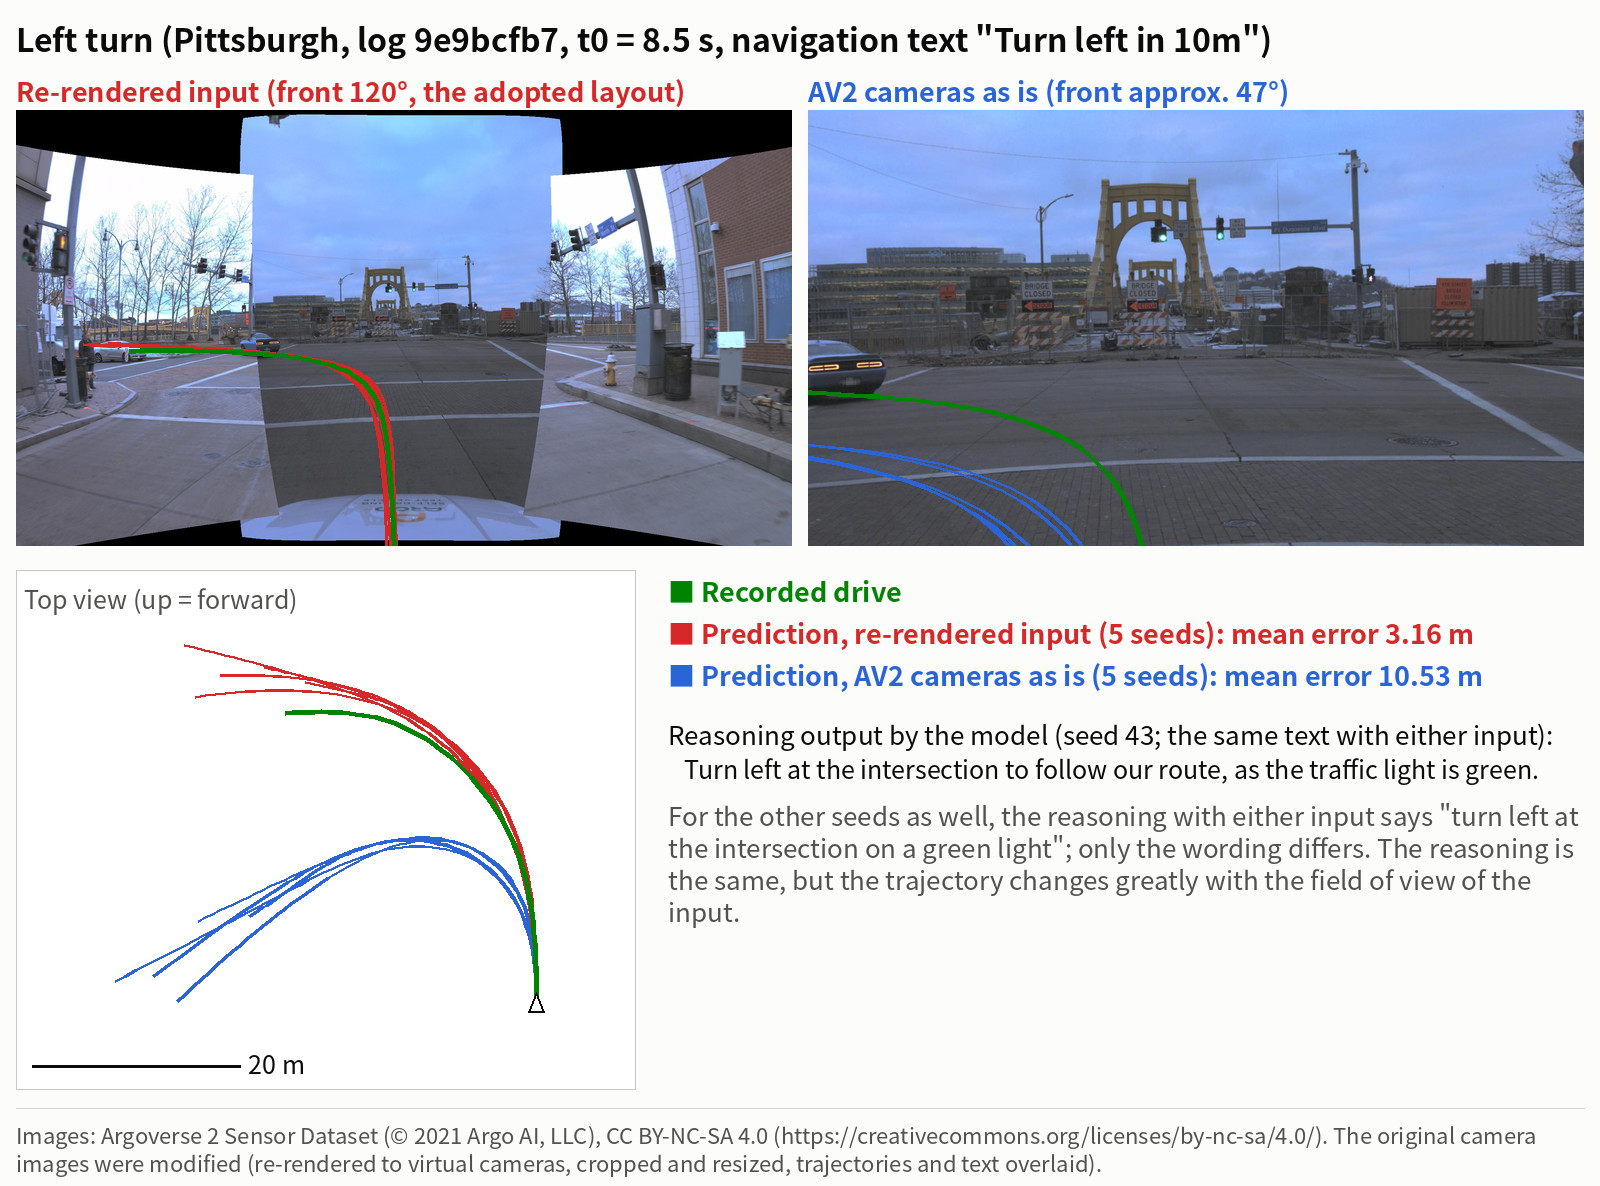 Left turn (Pittsburgh, log 9e9bcfb7, t0 = 8.5 s, navigation text "Turn left in 10m")
Re-rendered input (front 120°, the adopted layout)
AV2 cameras as is (front approx. 47°)
BRIDGE CLOSED
BRIDGE CLOSED
Top view (up = forward)
20 m
Recorded drive
Prediction, re-rendered input (5 seeds): mean error 3.16 m
Prediction, AV2 cameras as is (5 seeds): mean error 10.53 m
Reasoning output by the model (seed 43; the same text with either input):
Turn left at the intersection to follow our route, as the traffic light is green.
For the other seeds as well, the reasoning with either input says "turn left at
the intersection on a green light"; only the wording differs. The reasoning is
the same, but the trajectory changes greatly with the field of view of the
input.
Images: Argoverse 2 Sensor Dataset (© 2021 Argo AI, LLC), CC BY-NC-SA 4.0 (https://creativecommons.org/licenses/by-nc-sa/4.0/). The original camera
images were modified (re-rendered to virtual cameras, cropped and resized, trajectories and text overlaid).